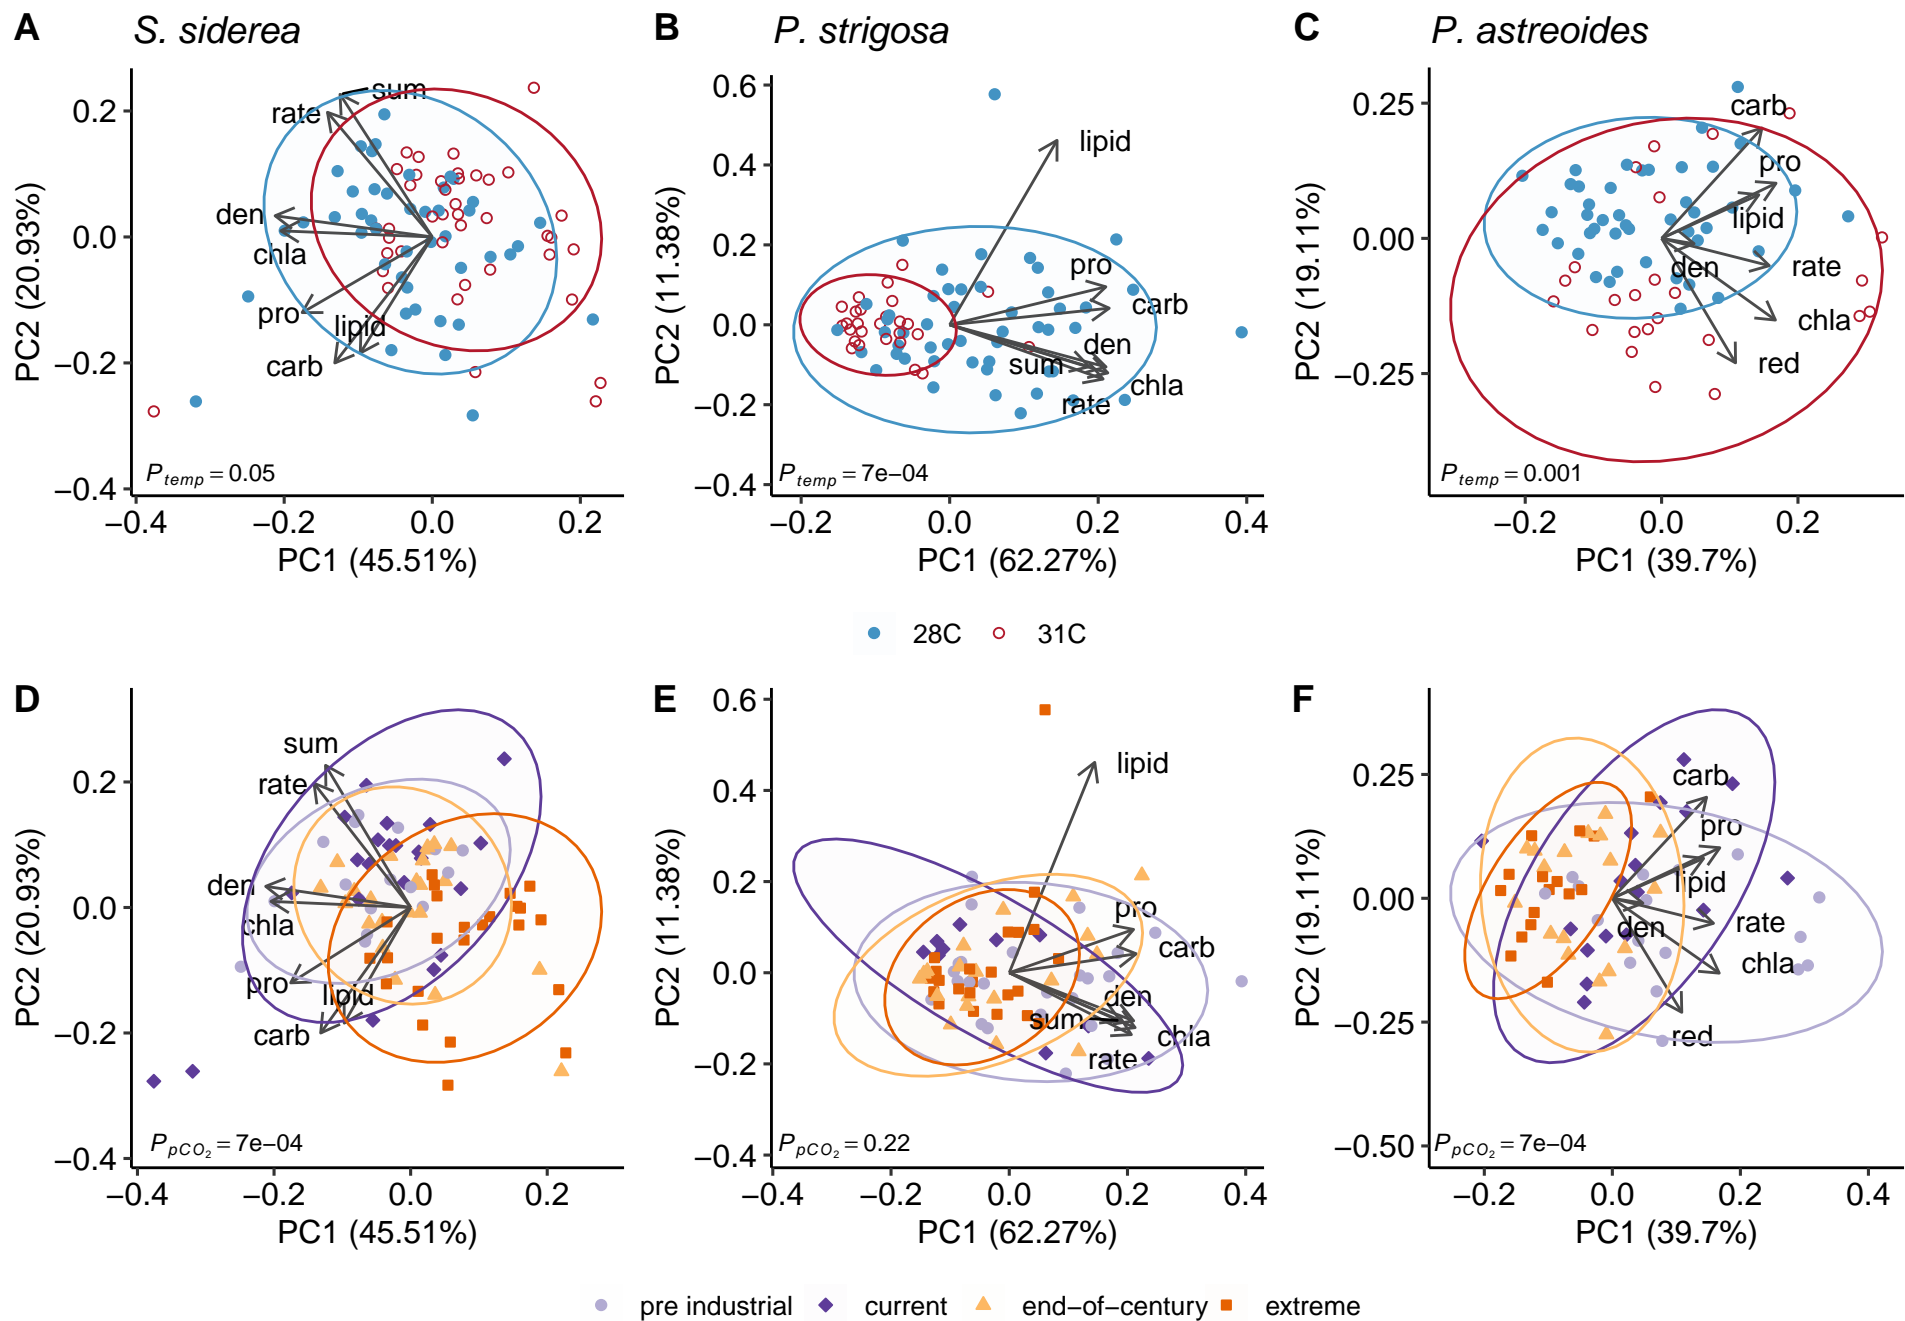 A S. siderea B P. strigosa C P. astreoides
PC2 (20.93%)
0.2
0.0
−0.2
−0.4
sum
rate
den
chla
pro
lipid
carb
Ptemp = 0.05
−0.4 −0.2 0.0 0.2
PC1 (45.51%)
PC2 (11.38%)
0.6
0.4
0.2
0.0
−0.2
−0.4
lipid
pro
carb
den
sum
chla
rate
Ptemp = 7e−04
−0.2 0.0 0.2 0.4
PC1 (62.27%)
PC2 (19.11%)
0.25
0.00
−0.25
carb
pro
lipid
den
rate
chla
red
Ptemp = 0.001
−0.2 0.0 0.2
PC1 (39.7%)
28C 31C
D
PC2 (20.93%)
0.2
0.0
−0.2
−0.4
sum
rate
den
chla
pro
lipid
carb
PpCO₂ = 7e−04
−0.4 −0.2 0.0 0.2
PC1 (45.51%)
E
PC2 (11.38%)
0.6
0.4
0.2
0.0
−0.2
−0.4
lipid
pro
carb
den
sum
chla
rate
PpCO₂ = 0.22
−0.4 −0.2 0.0 0.2 0.4
PC1 (62.27%)
F
PC2 (19.11%)
0.25
0.00
−0.25
−0.50
carb
pro
lipid
den
rate
chla
red
PpCO₂ = 7e−04
−0.2 0.0 0.2 0.4
PC1 (39.7%)
pre industrial current end−of−century extreme